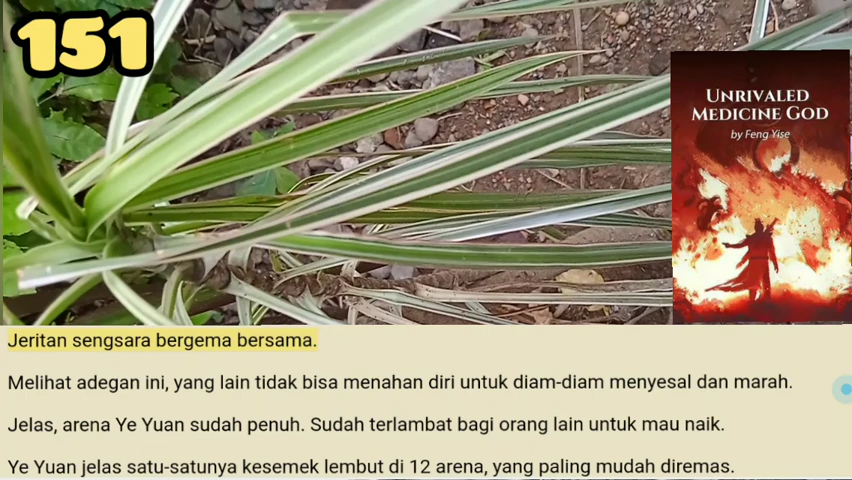 151
UNRIVALED
MEDICINE GOD
by Feng Yise
Jeritan sengsara bergema bersama.
Melihat adegan ini, yang lain tidak bisa menahan diri untuk diam-diam menyesal dan marah.
Jelas, arena Ye Yuan sudah penuh. Sudah terlambat bagi orang lain untuk mau naik.
Ye Yuan jelas satu-satunya kesemek lembut di 12 arena, yang paling mudah diremas.